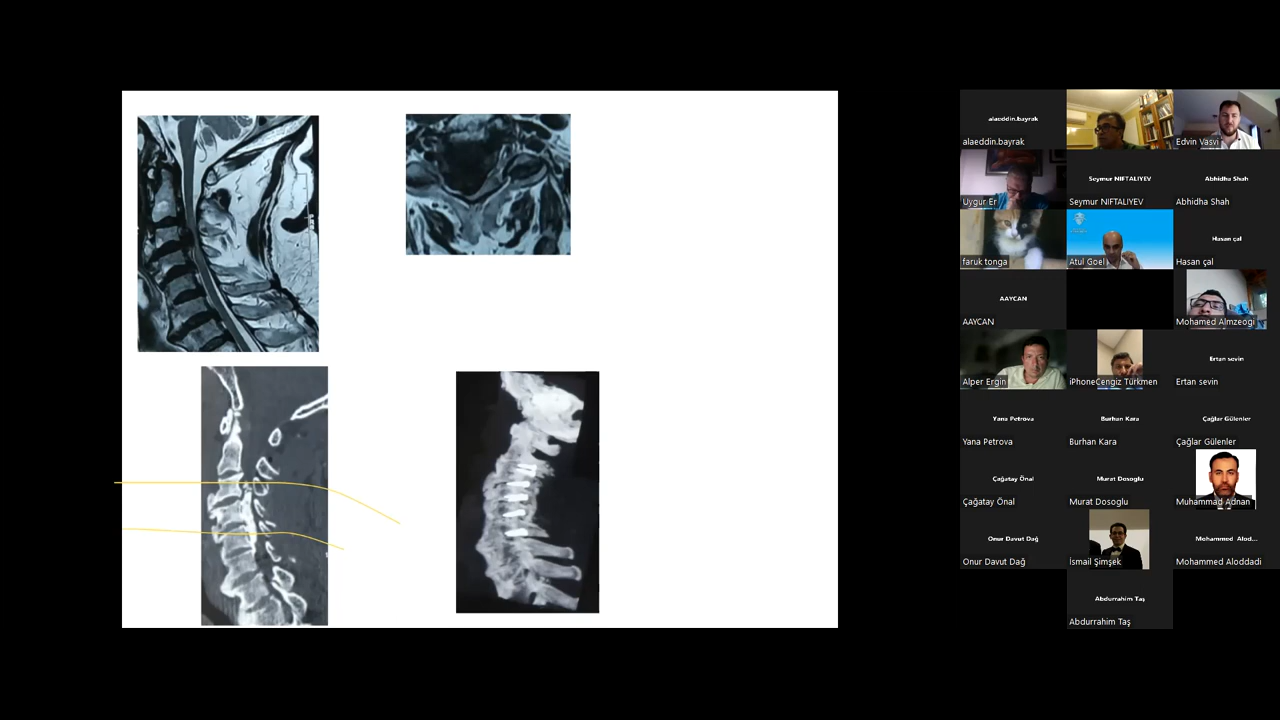 alaeddin.bayrak
alaeddin.bayrak
Edvin Vasvi
Uygur Er
Seymur NIFTALIYEV
Seymur NIFTALIYEV
Abhidha Shah
Abhidha Shah
faruk tonga
Atul Goel
Hasan çal
Hasan çal
AAYCAN
AAYCAN
Mohamed Almzeogi
Alper Ergin
iPhoneCengiz Türkmen
Ertan sevin
Ertan sevin
Yana Petrova
Yana Petrova
Burhan Kara
Burhan Kara
Çağlar Gülenler
Çağlar Gülenler
Çağatay Önal
Çağatay Önal
Murat Dosoglu
Murat Dosoglu
Muhammad Adnan
Onur Davut Dağ
Onur Davut Dağ
İsmail Şimşek
Mohammed Alod...
Mohammed Aloddadi
Abdurrahim Taş
Abdurrahim Taş